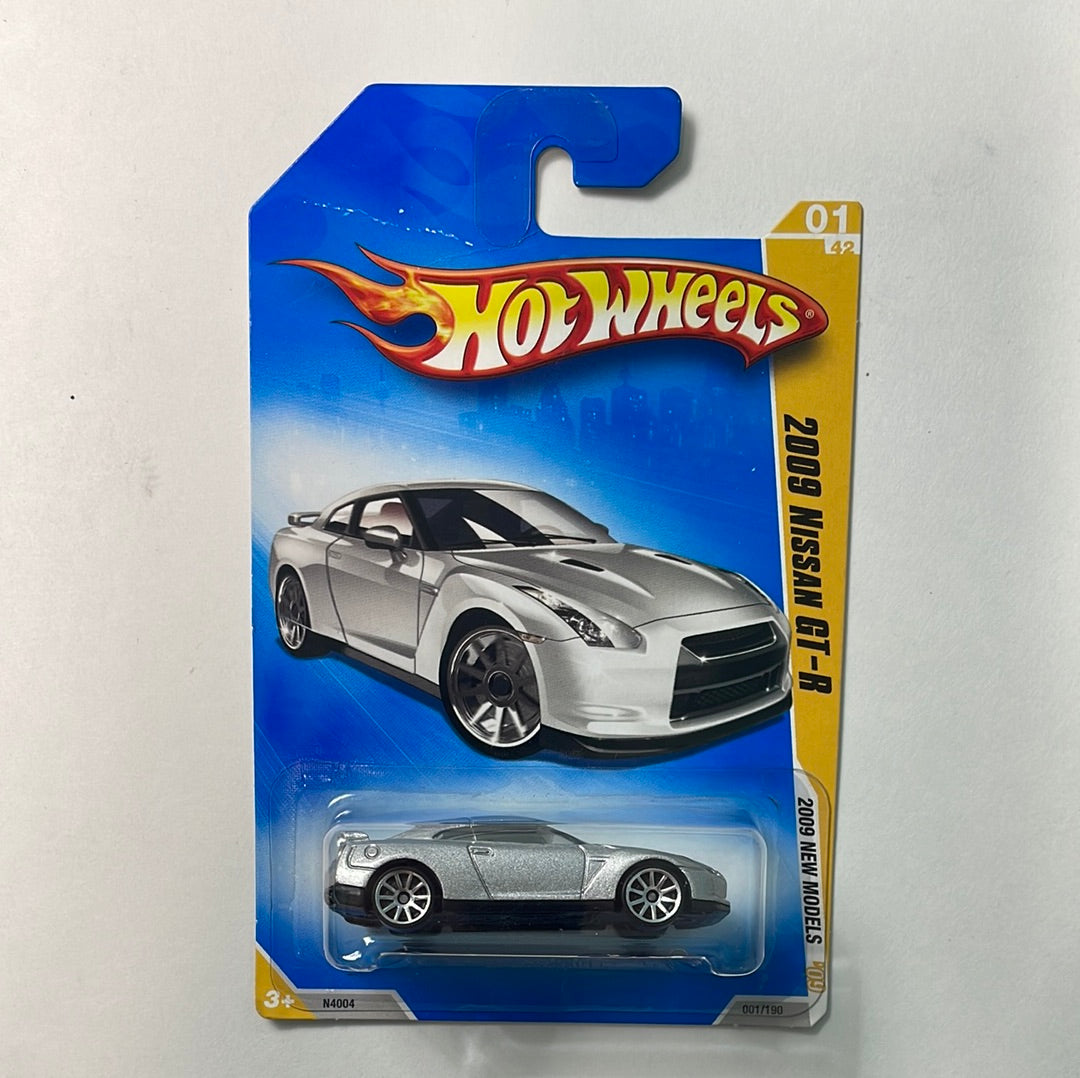 01
42
HOT WHEELS®
2009 NISSAN GT-R
2009 NEW MODELS
'09
3+
N4004
001/190